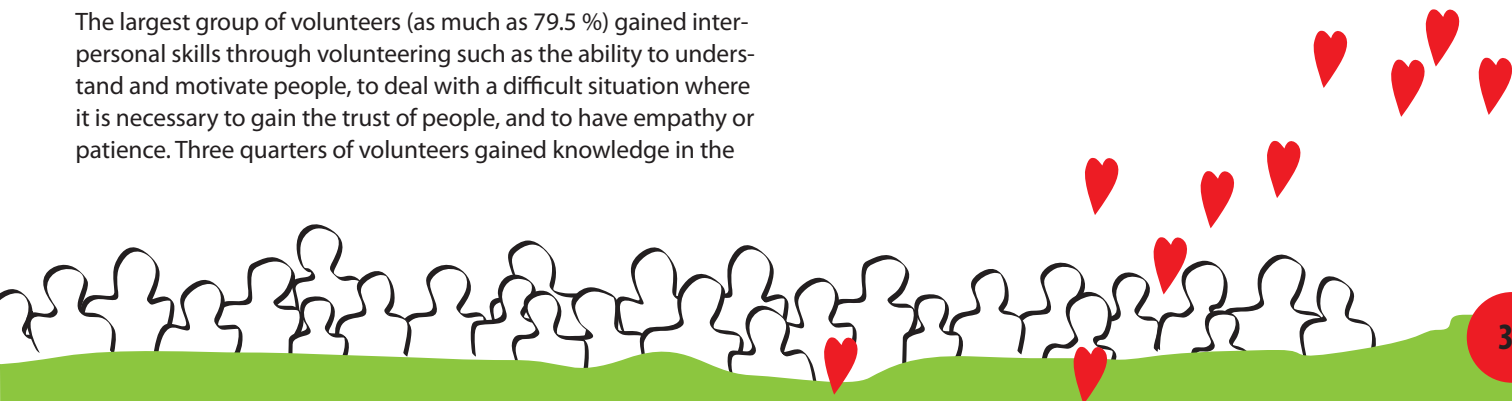 The largest group of volunteers (as much as 79.5 %) gained inter-
personal skills through volunteering such as the ability to unders-
tand and motivate people, to deal with a difficult situation where
it is necessary to gain the trust of people, and to have empathy or
patience. Three quarters of volunteers gained knowledge in the
3